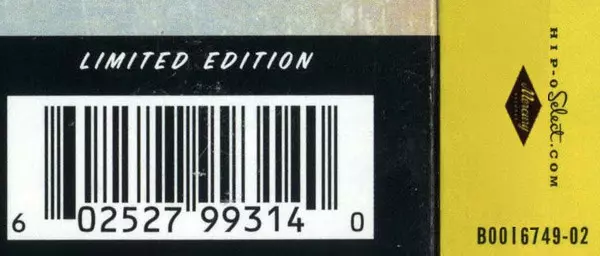 LIMITED EDITION
6 02527 99314 0
Mercury
HIP-O Select.COM
B0016749-02